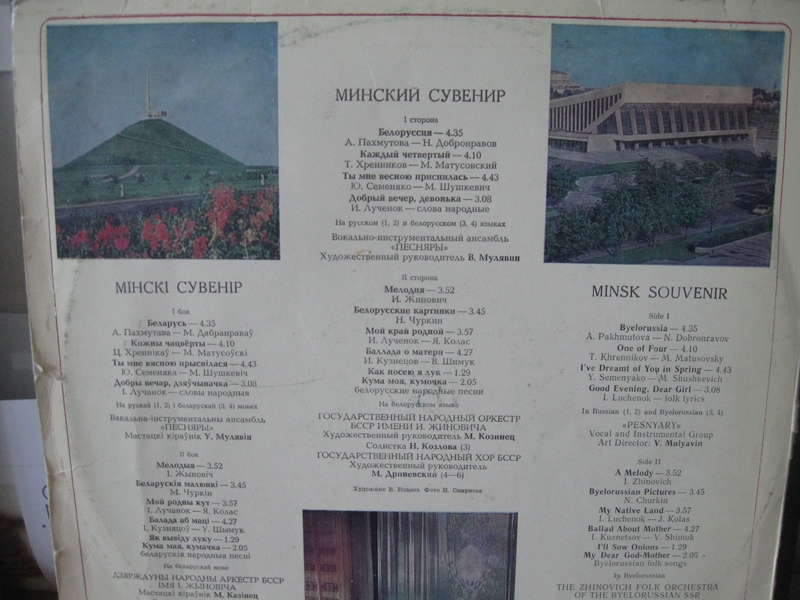 МИНСКИЙ СУВЕНИР
I сторона
Белоруссия — 4.35
А. Пахмутова — Н. Добронравов
Каждый четвертый — 4.10
Т. Хренников — М. Матусовский
Ты мне весною приснилась — 4.43
Ю. Семеняко — М. Шушкевич
Добрый вечер, девонька — 3.08
И. Лученок — слова народные
На русском (1, 2) и белорусском (3, 4) языках
Вокально-инструментальный ансамбль
«ПЕСНЯРЫ»
Художественный руководитель В. Мулявин
II сторона
Мелодия — 3.52
И. Жинович
Белорусские картинки — 3.45
Н. Чуркин
Мой край родной — 3.57
И. Лученок — Я. Колас
Баллада о матери — 4.27
И. Кузнецов — В. Шимук
Как посею я лук — 1.29
Кума моя, кумочка — 2.05
белорусские народные песни
На белорусском языке
ГОСУДАРСТВЕННЫЙ НАРОДНЫЙ ОРКЕСТР
БССР ИМЕНИ И. ЖИНОВИЧА
Художественный руководитель М. Козинец
Солистка Н. Козлова (3)
ГОСУДАРСТВЕННЫЙ НАРОДНЫЙ ХОР БССР
Художественный руководитель
М. Дриневский (4—6)
Художник В.
Фото П.
МІНСКІ СУВЕНІР
I бок
Беларусь — 4.35
А. Пахмутава — М. Дабранраваў
Кожны чацвёрты — 4.10
Ц. Хреннікаў — М. Матусоўскі
Ты мне вясною прыснілася — 4.43
Ю. Семяняка — М. Шушкевіч
Добры вечар, дзяўчыначка — 3.08
І. Лучанок — словы народныя
На рускай (1, 2) і беларускай (3, 4) мовах
Вакальна-інструментальны ансамбль
«ПЕСНЯРЫ»
Мастацкі кіраўнік У. Мулявін
II бок
Мелодыя — 3.52
І. Жыновіч
Беларускія малюнкі — 3.45
М. Чуркін
Мой родны кут — 3.57
І. Лучанок — Я. Колас
Балада аб маці — 4.27
І. Кузняцоў — У. Шымук
Як вывіду луку — 1.29
Кума мая, кумачка — 2.05
беларускія народныя песні
На беларускай мове
ДЗЯРЖАУНЫ НАРОДНЫ АРКЕСТР БССР
ІМЯ І. ЖЫНОВІЧА
Мастацкі кіраўнік М. Казінец
MINSK SOUVENIR
Side I
Byelorussia — 4.35
A. Pakhmutova — N. Dobronravov
One of Four — 4.10
T. Khrennikov — M. Matusovsky
I've Dreamt of You in Spring — 4.43
Y. Semenyako — M. Shushkevich
Good Evening, Dear Girl — 3.08
I. Luchenok — folk lyrics
In Russian (1, 2) and Byelorussian (3, 4)
«PESNYARY»
Vocal and Instrumental Group
Art Director: V. Mulyavin
Side II
A Melody — 3.52
I. Zhinovich
Byelorussian Pictures — 3.45
N. Churkin
My Native Land — 3.57
I. Luchenok — J. Kolas
Ballad About Mother — 4.27
I. Kuznetsov — V. Shimuk
I'll Sow Onions — 1.29
My Dear God-Mother — 2.05
Byelorussian folk songs
In Byelorussian
THE ZHINOVICH FOLK ORCHESTRA
OF THE BYELORUSSIAN SSR